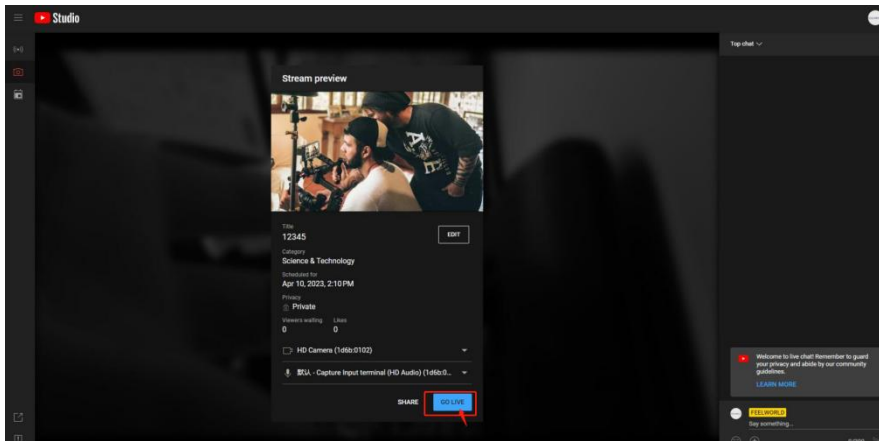 Studio
Top chat
Stream preview
Title
12345
EDIT
Category
Science & Technology
Scheduled for
Apr 10, 2023, 2:10 PM
Privacy
Private
Viewers waiting Likes
0 0
HD Camera (1d6b:0102)
默认 - Capture Input terminal (HD Audio) (1d6b:0...
SHARE
GO LIVE
Welcome to live chat! Remember to guard
your privacy and abide by our community
guidelines.
LEARN MORE
FEELWORLD
Say something...